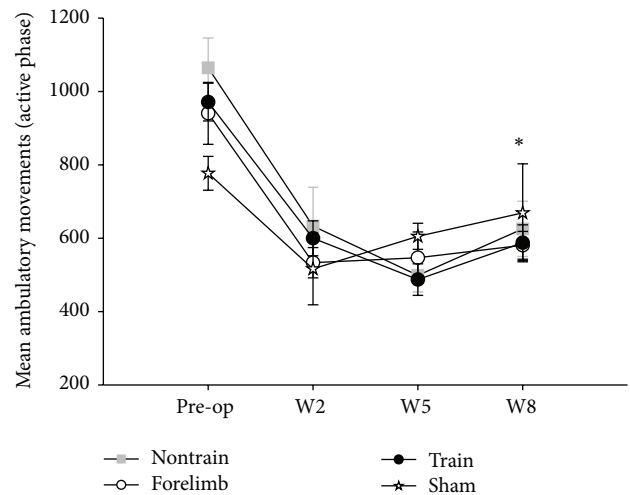 Mean ambulatory movements (active phase)
1200
1000
800
600
400
200
*
Pre-op W2 W5 W8
Nontrain Train
Forelimb Sham